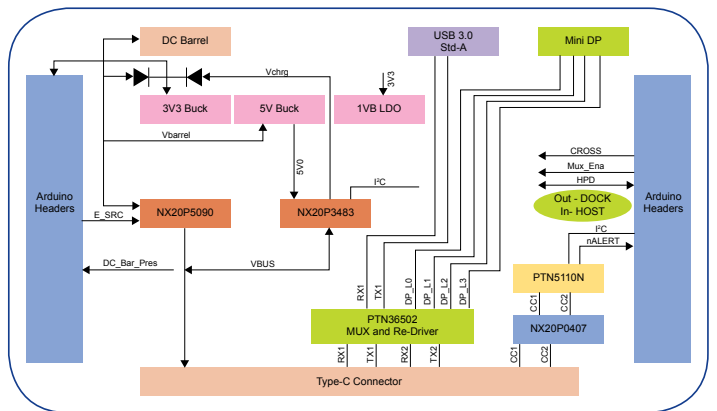 DC Barrel
USB 3.0
Std-A
Mini DP
Vchrg
3V3
3V3 Buck
5V Buck
1VB LDO
Vbarrel
5V0
CROSS
Mux_Ena
HPD
Out - DOCK
In- HOST
Arduino
Headers
Arduino
Headers
I²C
E_SRC
NX20P5090
NX20P3483
I²C
nALERT
DC_Bar_Pres
VBUS
PTN5110N
RX1
TX1
DP_L0
DP_L1
DP_L2
DP_L3
CC1
CC2
PTN36502
MUX and Re-Driver
NX20P0407
RX1
TX1
RX2
TX2
CC1
CC2
Type-C Connector